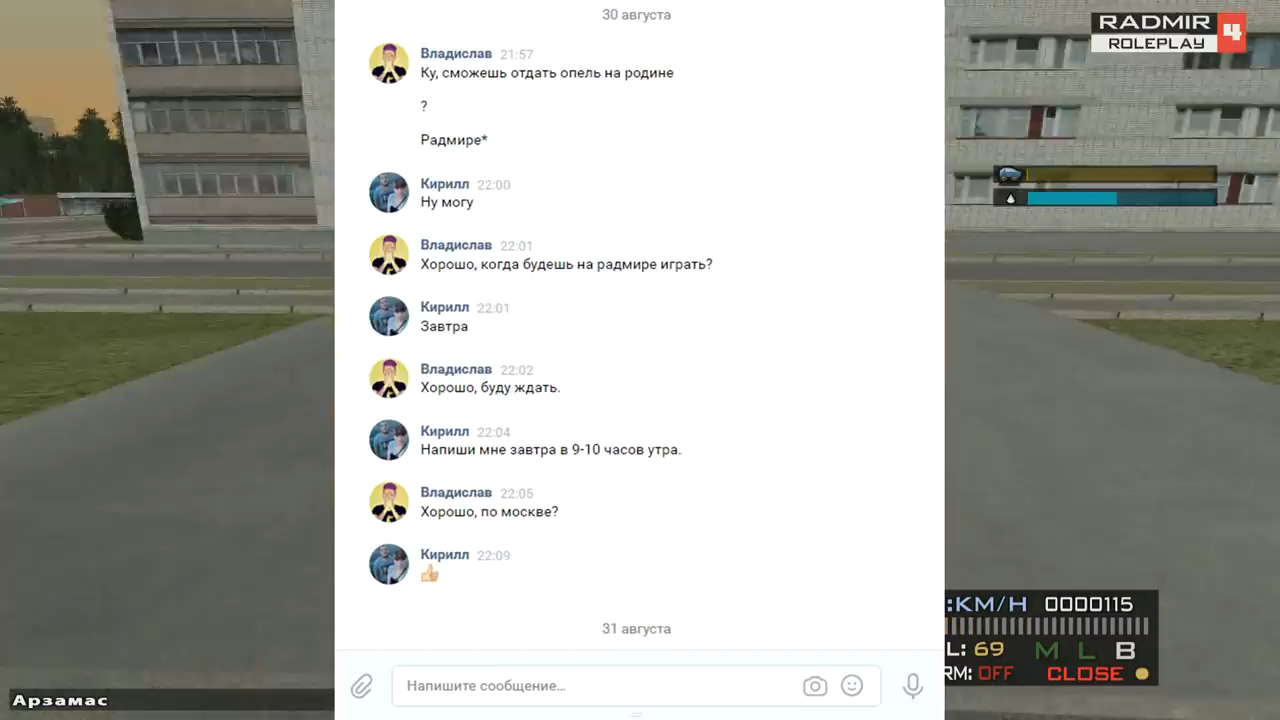 30 августа
RADMIR
4
ROLEPLAY
Владислав 21:57
Ку, сможешь отдать опель на родине
?
Радмире*
Кирилл 22:00
Ну могу
Владислав 22:01
Хорошо, когда будешь на радмире играть?
Кирилл 22:01
Завтра
Владислав 22:02
Хорошо, буду ждать.
Кирилл 22:04
Напиши мне завтра в 9-10 часов утра.
Владислав 22:05
Хорошо, по москве?
Кирилл 22:09
31 августа
Напишите сообщение...
:KM/H 0000115
L: 69 M L B
RM: OFF CLOSE
Арзамас